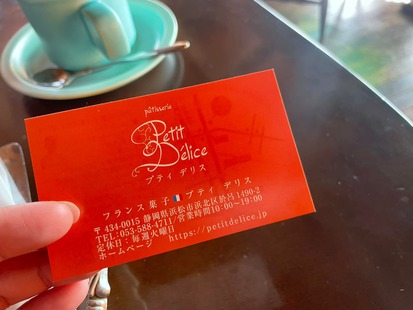 pâtisserie
Petit
Délice
プティ デリス
フランス菓子🇫🇷プティ デリス
〒434-0015 静岡県浜松市浜北区於呂1490-2
TEL:053-588-4711/営業時間10:00~19:00
定休日:毎週火曜日
ホームページ https://petitdelice.jp